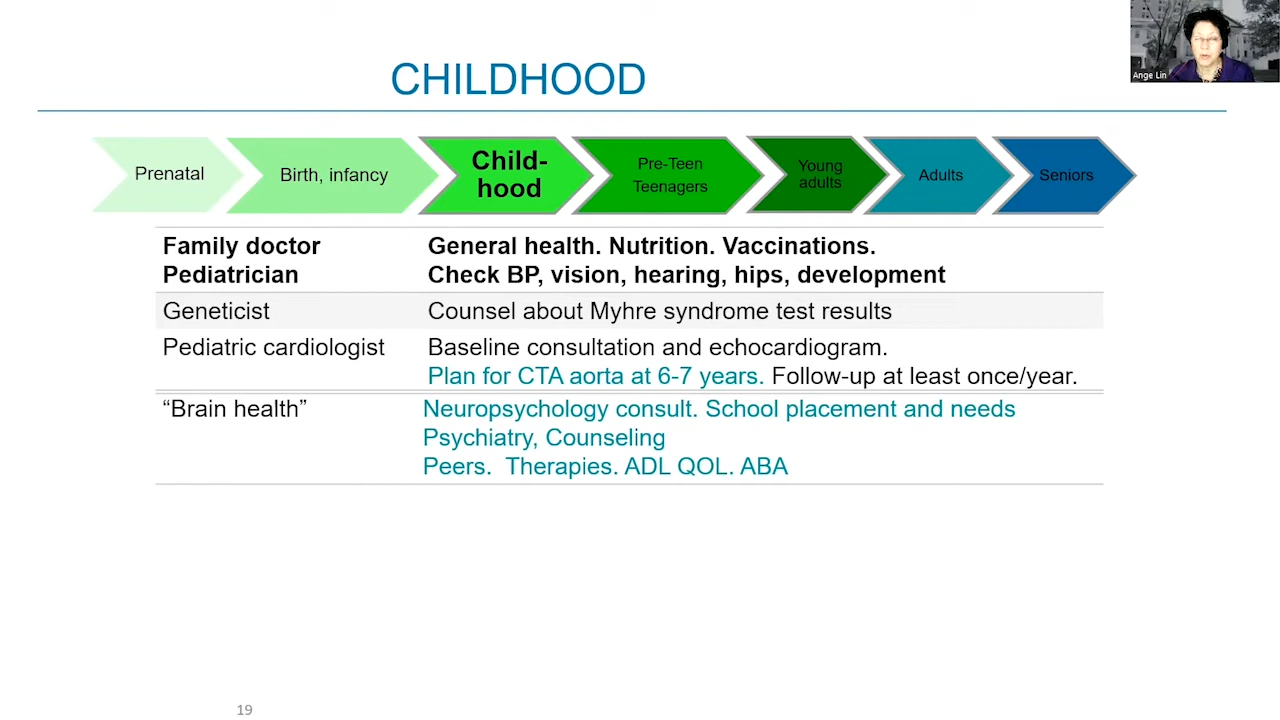 Ange Lin
CHILDHOOD
Prenatal
Birth, infancy
Child-
hood
Pre-Teen
Teenagers
Young
adults
Adults
Seniors
Family doctor
Pediatrician
General health. Nutrition. Vaccinations.
Check BP, vision, hearing, hips, development
Geneticist
Counsel about Myhre syndrome test results
Pediatric cardiologist
Baseline consultation and echocardiogram.
Plan for CTA aorta at 6-7 years. Follow-up at least once/year.
“Brain health”
Neuropsychology consult. School placement and needs
Psychiatry, Counseling
Peers.  Therapies. ADL QOL. ABA
19